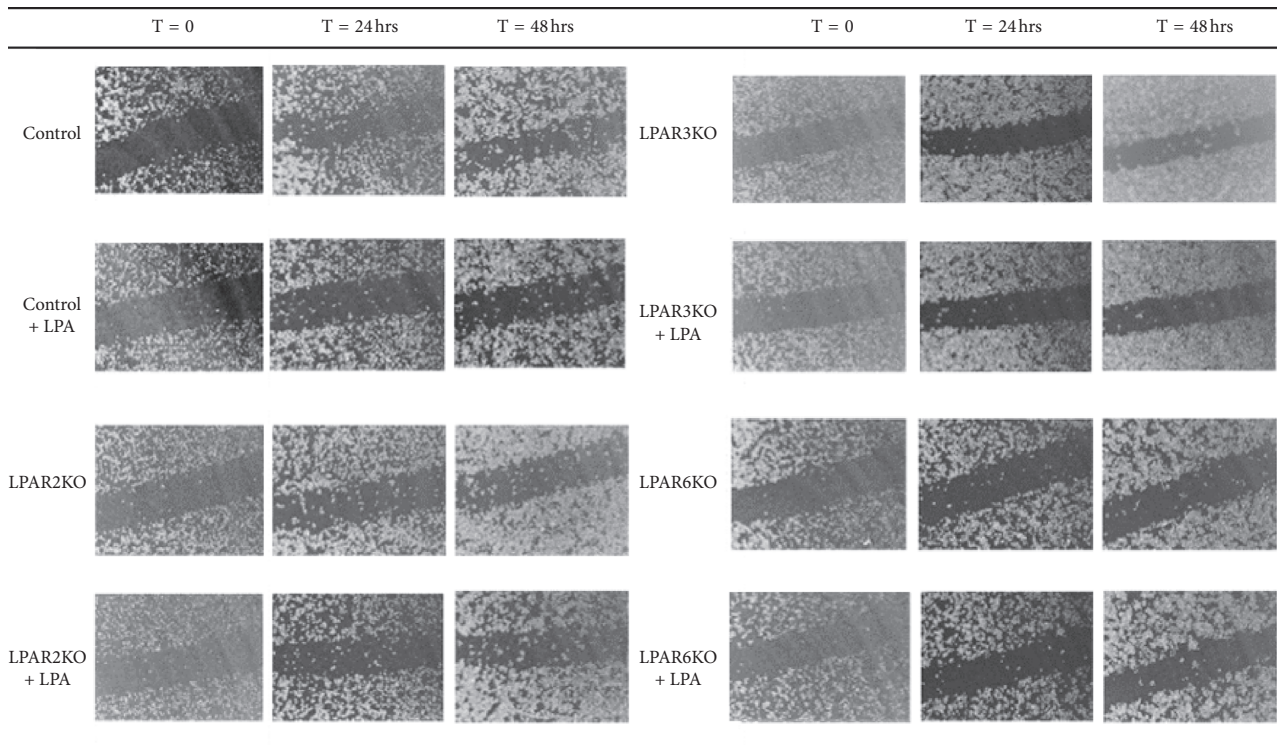 T = 0 T = 24 hrs T = 48 hrs T = 0 T = 24 hrs T = 48 hrs
Control LPAR3KO
Control
+ LPA
LPAR3KO
+ LPA
LPAR2KO LPAR6KO
LPAR2KO
+ LPA
LPAR6KO
+ LPA